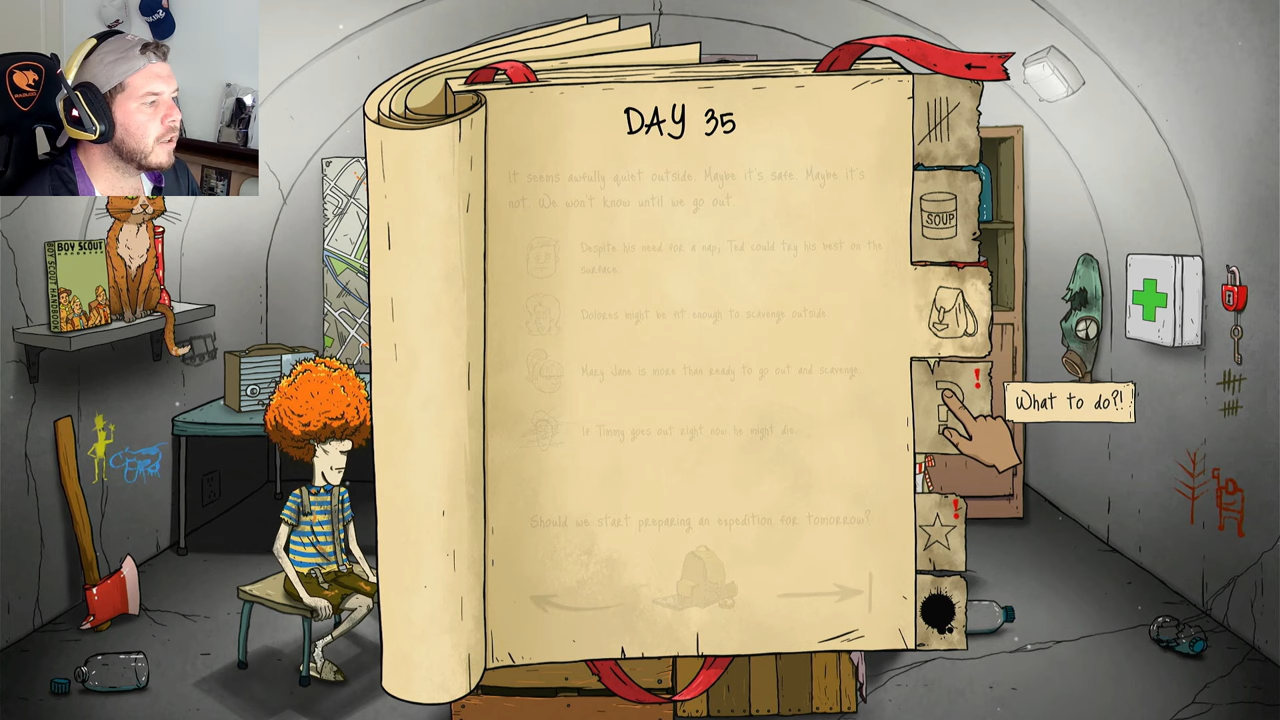 DAY 35
It seems awfully quiet outside. Maybe it's safe. Maybe it's
not. We won't know until we go out.
Despite his need for a nap, Ted could try his best on the
surface.
Dolores might be fit enough to scavenge outside.
Mary Jane is more than ready to go out and scavenge.
If Timmy goes out right now he might die.
Should we start preparing an expedition for tomorrow?
SOUP
!
What to do?!
!
BOY SCOUT
HANDBOOK
BOY SCOUT HANDBOOK